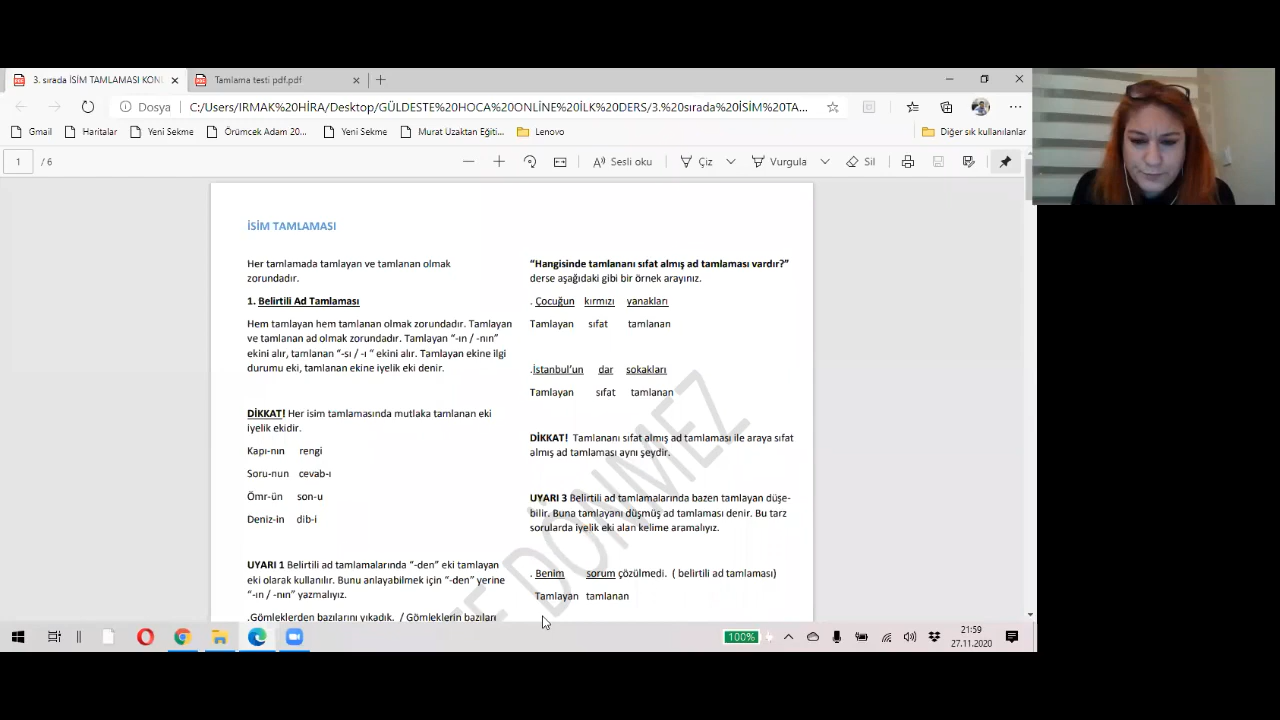 3. sırada İSİM TAMLAMASI KONU
Tamlama testi pdf.pdf
Dosya
C:/Users/IRMAK%20HİRA/Desktop/GÜLDESTE%20HOCA%20ONLİNE%20İLK%20DERS/3.%20sırada%20İSİM%20TA...
Gmail
Haritalar
Yeni Sekme
Örümcek Adam 20...
Yeni Sekme
Murat Uzaktan Eğiti...
Lenovo
Diğer sık kullanılanlar
1 / 6
Sesli oku
Çiz
Vurgula
Sil
İSİM TAMLAMASI
Her tamlamada tamlayan ve tamlanan olmak
zorundadır.
1. Belirtili Ad Tamlaması
Hem tamlayan hem tamlanan olmak zorundadır. Tamlayan
ve tamlanan ad olmak zorundadır. Tamlayan “-ın / -nın”
ekini alır, tamlanan “-sı / -ı “ ekini alır. Tamlayan ekine ilgi
durumu eki, tamlanan ekine iyelik eki denir.
DİKKAT! Her isim tamlamasında mutlaka tamlanan eki
iyelik ekidir.
Kapı-nın rengi
Soru-nun cevab-ı
Ömr-ün son-u
Deniz-in dib-i
UYARI 1 Belirtili ad tamlamalarında “-den” eki tamlayan
eki olarak kullanılır. Bunu anlayabilmek için “-den” yerine
“-ın / -nın” yazmalıyız.
.Gömleklerden bazılarını yıkadık. / Gömleklerin bazıları
“Hangisinde tamlananı sıfat almış ad tamlaması vardır?”
derse aşağıdaki gibi bir örnek arayınız.
. Çocuğun kırmızı yanakları
Tamlayan sıfat tamlanan
.İstanbul’un dar sokakları
Tamlayan sıfat tamlanan
DİKKAT! Tamlananı sıfat almış ad tamlaması ile araya sıfat
almış ad tamlaması aynı şeydir.
UYARI 3 Belirtili ad tamlamalarında bazen tamlayan düşe-
bilir. Buna tamlayanı düşmüş ad tamlaması denir. Bu tarz
sorularda iyelik eki alan kelime aramalıyız.
. Benim sorum çözülmedi. ( belirtili ad tamlaması)
Tamlayan tamlanan
DÖNMEZ
100%
21:59
27.11.2020